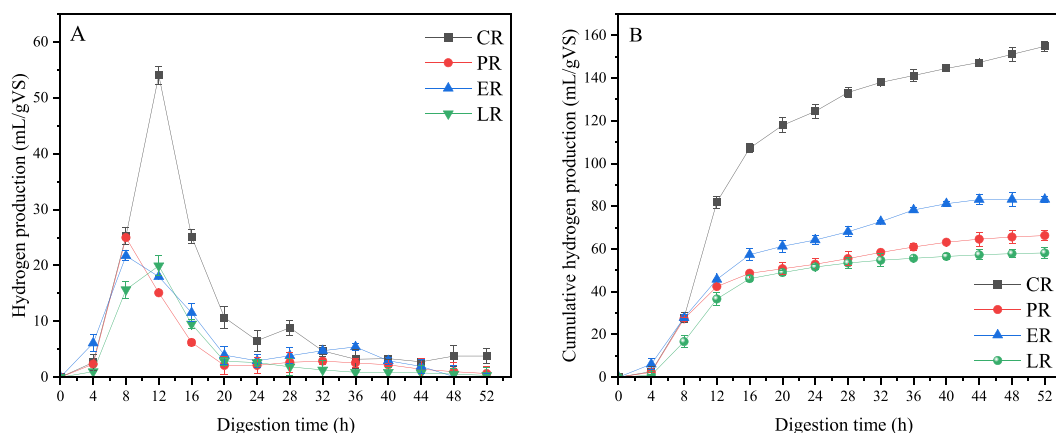 A
CR
PR
ER
LR
Hydrogen production (mL/gVS)
60
50
40
30
20
10
0
0 4 8 12 16 20 24 28 32 36 40 44 48 52
Digestion time (h)
B
Cumulative hydrogen production (mL/gVS)
160
140
120
100
80
60
40
20
0
CR
PR
ER
LR
0 4 8 12 16 20 24 28 32 36 40 44 48 52
Digestion time (h)